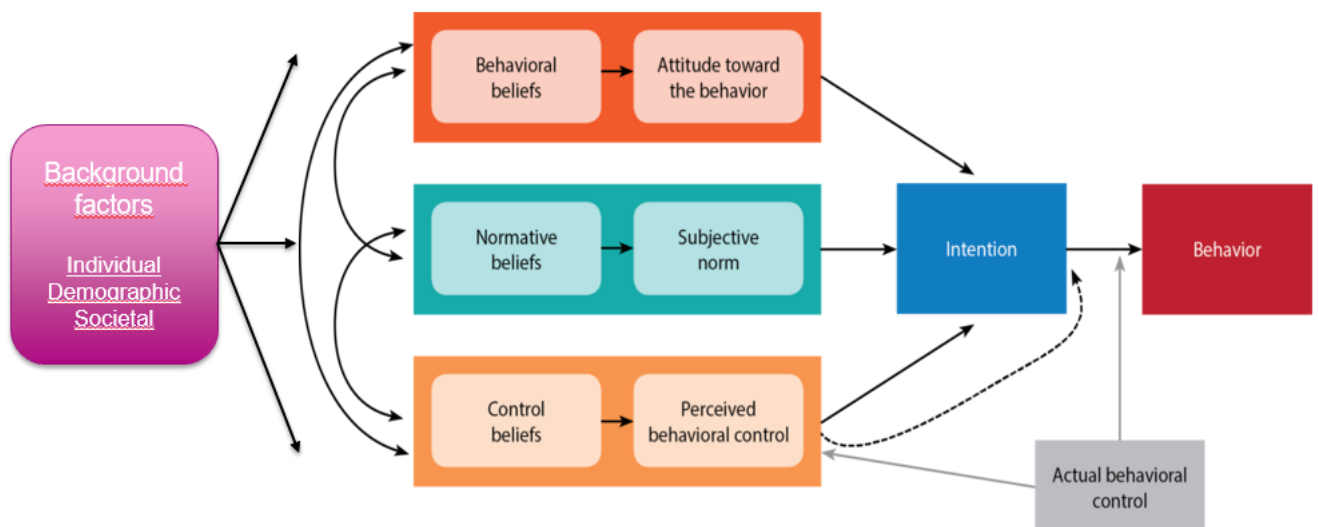 Background
factors
Individual
Demographic
Societal
Behavioral
beliefs
Attitude toward
the behavior
Normative
beliefs
Subjective
norm
Control
beliefs
Perceived
behavioral control
Intention
Behavior
Actual behavioral
control